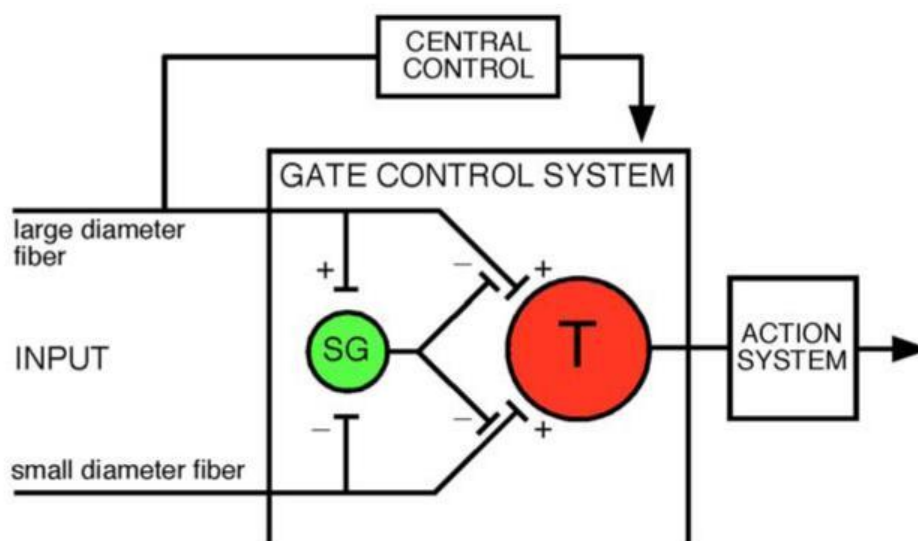 CENTRAL
CONTROL
GATE CONTROL SYSTEM
large diameter
fiber
+
–
+
SG
T
ACTION
SYSTEM
INPUT
–
–
+
small diameter fiber